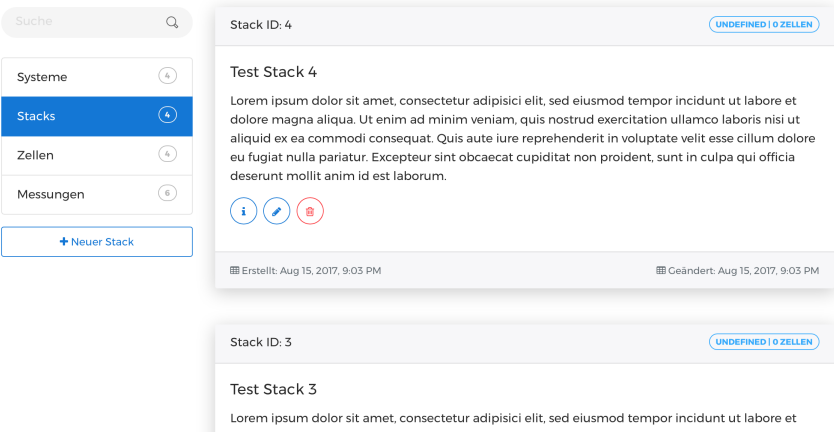 Suche
Systeme 4
Stacks 4
Zellen 4
Messungen 6
Neuer Stack
Stack ID: 4 UNDEFINED | 0 ZELLEN
Test Stack 4
Lorem ipsum dolor sit amet, consectetur adipisici elit, sed eiusmod tempor incidunt ut labore et
dolore magna aliqua. Ut enim ad minim veniam, quis nostrud exercitation ullamco laboris nisi ut
aliquid ex ea commodi consequat. Quis aute iure reprehenderit in voluptate velit esse cillum dolore
eu fugiat nulla pariatur. Excepteur sint obcaecat cupiditat non proident, sunt in culpa qui officia
deserunt mollit anim id est laborum.
Erstellt: Aug 15, 2017, 9:03 PM Geändert: Aug 15, 2017, 9:03 PM
Stack ID: 3 UNDEFINED | 0 ZELLEN
Test Stack 3
Lorem ipsum dolor sit amet, consectetur adipisici elit, sed eiusmod tempor incidunt ut labore et